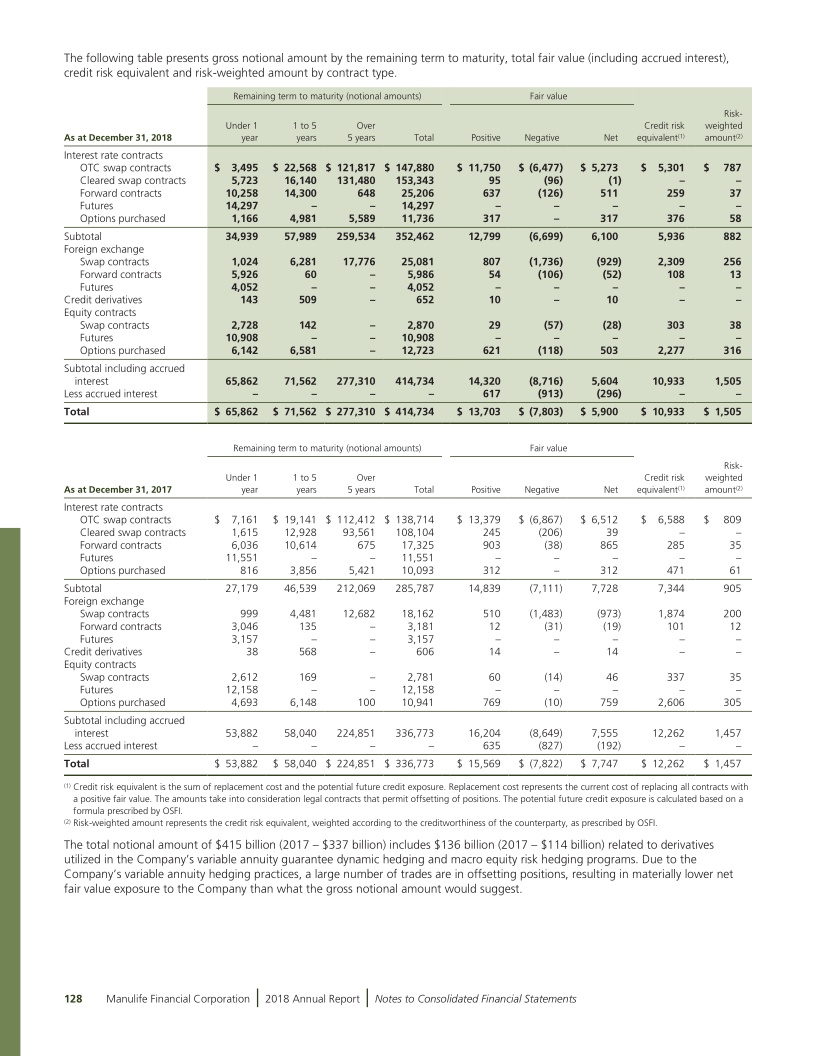 The following table presents gross notional amount by the remaining term to maturity, total fair value (including accrued interest),
credit risk equivalent and risk-weighted amount by contract type.
Remaining term to maturity (notional amounts) Fair value
As at December 31, 2018 Under 1 year 1 to 5 years Over 5 years Total Positive Negative Net Credit risk equivalent(1) Risk-weighted amount(2)
Interest rate contracts
OTC swap contracts $ 3,495 $ 22,568 $ 121,817 $ 147,880 $ 11,750 $ (6,477) $ 5,273 $ 5,301 $ 787
Cleared swap contracts 5,723 16,140 131,480 153,343 95 (96) (1) – –
Forward contracts 10,258 14,300 648 25,206 637 (126) 511 259 37
Futures 14,297 – – 14,297 – – – – –
Options purchased 1,166 4,981 5,589 11,736 317 – 317 376 58
Subtotal 34,939 57,989 259,534 352,462 12,799 (6,699) 6,100 5,936 882
Foreign exchange
Swap contracts 1,024 6,281 17,776 25,081 807 (1,736) (929) 2,309 256
Forward contracts 5,926 60 – 5,986 54 (106) (52) 108 13
Futures 4,052 – – 4,052 – – – – –
Credit derivatives 143 509 – 652 10 – 10 – –
Equity contracts
Swap contracts 2,728 142 – 2,870 29 (57) (28) 303 38
Futures 10,908 – – 10,908 – – – – –
Options purchased 6,142 6,581 – 12,723 621 (118) 503 2,277 316
Subtotal including accrued
interest 65,862 71,562 277,310 414,734 14,320 (8,716) 5,604 10,933 1,505
Less accrued interest – – – – 617 (913) (296) – –
Total $ 65,862 $ 71,562 $ 277,310 $ 414,734 $ 13,703 $ (7,803) $ 5,900 $ 10,933 $ 1,505
Remaining term to maturity (notional amounts) Fair value
As at December 31, 2017 Under 1 year 1 to 5 years Over 5 years Total Positive Negative Net Credit risk equivalent(1) Risk-weighted amount(2)
Interest rate contracts
OTC swap contracts $ 7,161 $ 19,141 $ 112,412 $ 138,714 $ 13,379 $ (6,867) $ 6,512 $ 6,588 $ 809
Cleared swap contracts 1,615 12,928 93,561 108,104 245 (206) 39 – –
Forward contracts 6,036 10,614 675 17,325 903 (38) 865 285 35
Futures 11,551 – – 11,551 – – – – –
Options purchased 816 3,856 5,421 10,093 312 – 312 471 61
Subtotal 27,179 46,539 212,069 285,787 14,839 (7,111) 7,728 7,344 905
Foreign exchange
Swap contracts 999 4,481 12,682 18,162 510 (1,483) (973) 1,874 200
Forward contracts 3,046 135 – 3,181 12 (31) (19) 101 12
Futures 3,157 – – 3,157 – – – – –
Credit derivatives 38 568 – 606 14 – 14 – –
Equity contracts
Swap contracts 2,612 169 – 2,781 60 (14) 46 337 35
Futures 12,158 – – 12,158 – – – – –
Options purchased 4,693 6,148 100 10,941 769 (10) 759 2,606 305
Subtotal including accrued
interest 53,882 58,040 224,851 336,773 16,204 (8,649) 7,555 12,262 1,457
Less accrued interest – – – – 635 (827) (192) – –
Total $ 53,882 $ 58,040 $ 224,851 $ 336,773 $ 15,569 $ (7,822) $ 7,747 $ 12,262 $ 1,457
(1) Credit risk equivalent is the sum of replacement cost and the potential future credit exposure. Replacement cost represents the current cost of replacing all contracts with
a positive fair value. The amounts take into consideration legal contracts that permit offsetting of positions. The potential future credit exposure is calculated based on a
formula prescribed by OSFI.
(2) Risk-weighted amount represents the credit risk equivalent, weighted according to the creditworthiness of the counterparty, as prescribed by OSFI.
The total notional amount of $415 billion (2017 – $337 billion) includes $136 billion (2017 – $114 billion) related to derivatives
utilized in the Company's variable annuity guarantee dynamic hedging and macro equity risk hedging programs. Due to the
Company's variable annuity hedging practices, a large number of trades are in offsetting positions, resulting in materially lower net
fair value exposure to the Company than what the gross notional amount would suggest.
128 Manulife Financial Corporation | 2018 Annual Report | Notes to Consolidated Financial Statements